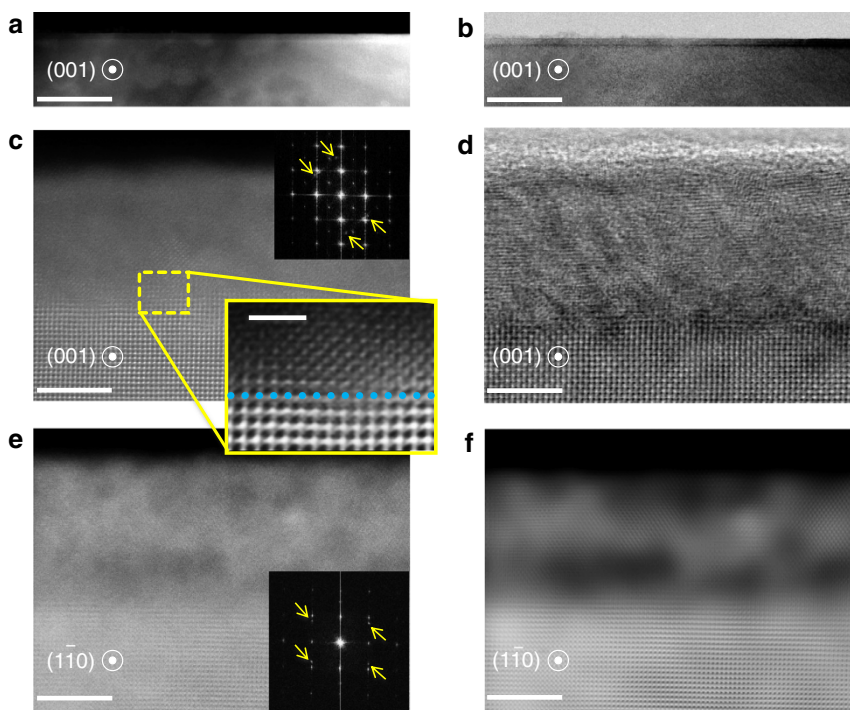 a
b
(001)
(001)
c
d
(001)
(001)
e
f
(11̅0)
(11̅0)